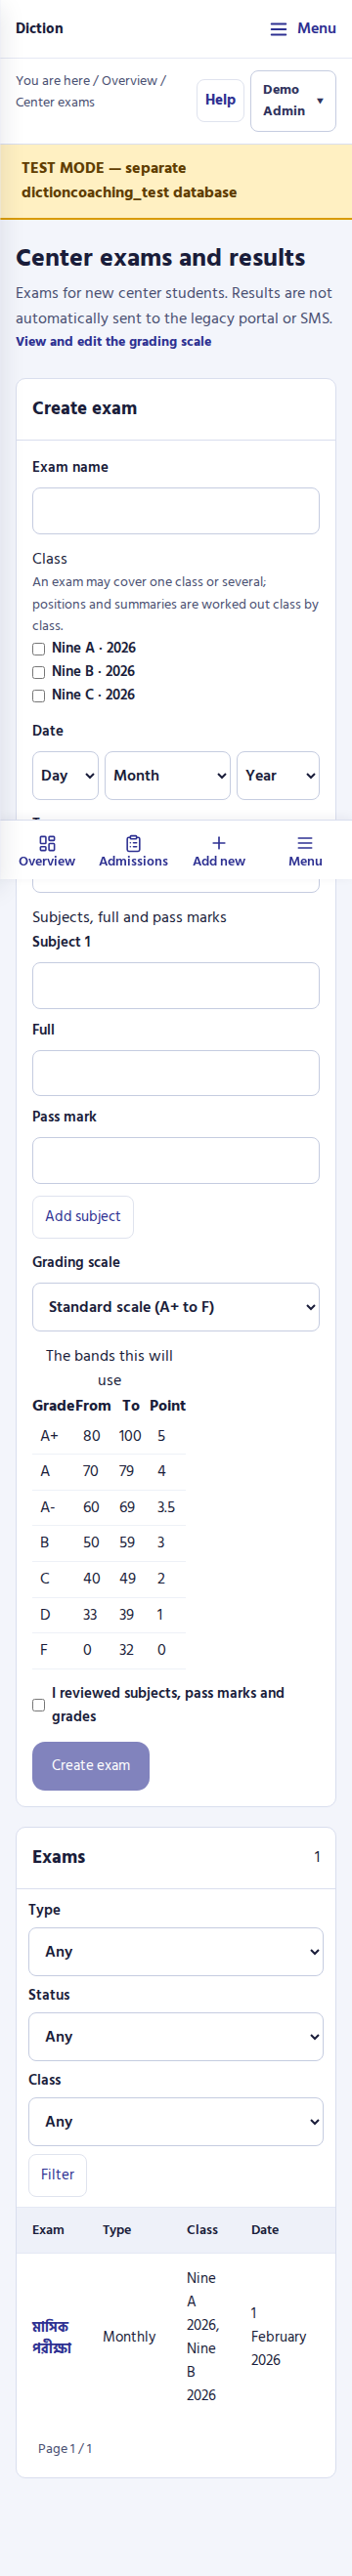 Diction
Menu
You are here / Overview /
Center exams
Help
Demo
Admin
TEST MODE — separate
dictioncoaching_test database
Center exams and results
Exams for new center students. Results are not
automatically sent to the legacy portal or SMS.
View and edit the grading scale
Create exam
Exam name
Class
An exam may cover one class or several;
positions and summaries are worked out class by
class.
Nine A · 2026
Nine B · 2026
Nine C · 2026
Date
Day Month Year
Overview Admissions Add new Menu
Subjects, full and pass marks
Subject 1
Full
Pass mark
Add subject
Grading scale
Standard scale (A+ to F)
The bands this will
use
Grade From To Point
A+ 80 100 5
A 70 79 4
A- 60 69 3.5
B 50 59 3
C 40 49 2
D 33 39 1
F 0 32 0
I reviewed subjects, pass marks and
grades
Create exam
Exams 1
Type
Any
Status
Any
Class
Any
Filter
Exam Type Class Date
মাসিক
পরীক্ষা
Monthly
Nine
A
2026,
Nine
B
2026
1
February
2026
Page 1 / 1